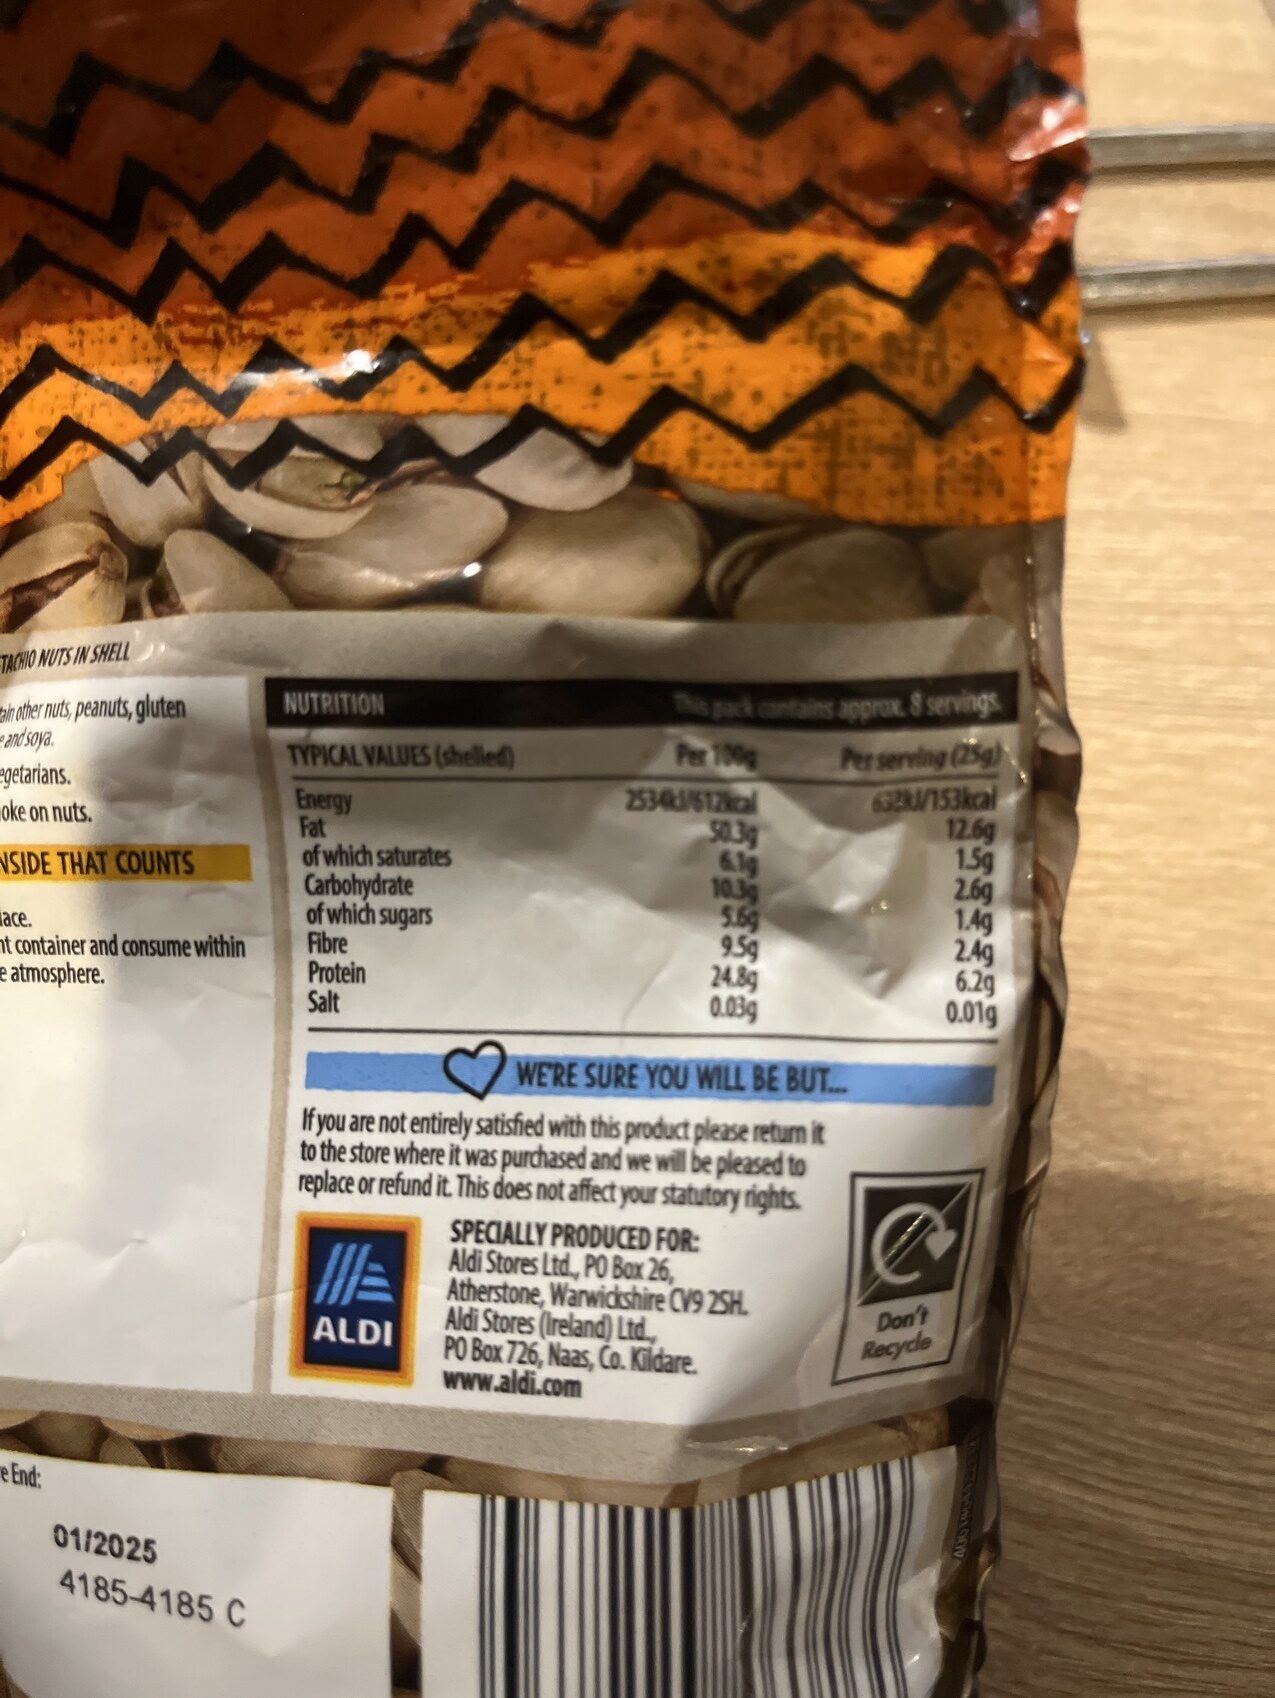 TACHIO NUTS IN SHELL
ain other nuts, peanuts, gluten
e and soya.
egetarians.
oke on nuts.
NSIDE THAT COUNTS
lace.
nt container and consume within
e atmosphere.
NUTRITION This pack contains approx. 8 servings.
TYPICAL VALUES (shelled) Per 100g Per serving (25g)
Energy 2534kJ/612kcal 632kJ/153kcal
Fat 50.3g 12.6g
of which saturates 6.1g 1.5g
Carbohydrate 10.3g 2.6g
of which sugars 5.6g 1.4g
Fibre 9.5g 2.4g
Protein 24.8g 6.2g
Salt 0.03g 0.01g
WE'RE SURE YOU WILL BE BUT...
If you are not entirely satisfied with this product please return it
to the store where it was purchased and we will be pleased to
replace or refund it. This does not affect your statutory rights.
ALDI
SPECIALLY PRODUCED FOR:
Aldi Stores Ltd., PO Box 26,
Atherstone, Warwickshire CV9 2SH.
Aldi Stores (Ireland) Ltd.,
PO Box 726, Naas, Co. Kildare.
www.aldi.com
Don't
Recycle
e End:
01/2025
4185-4185 C